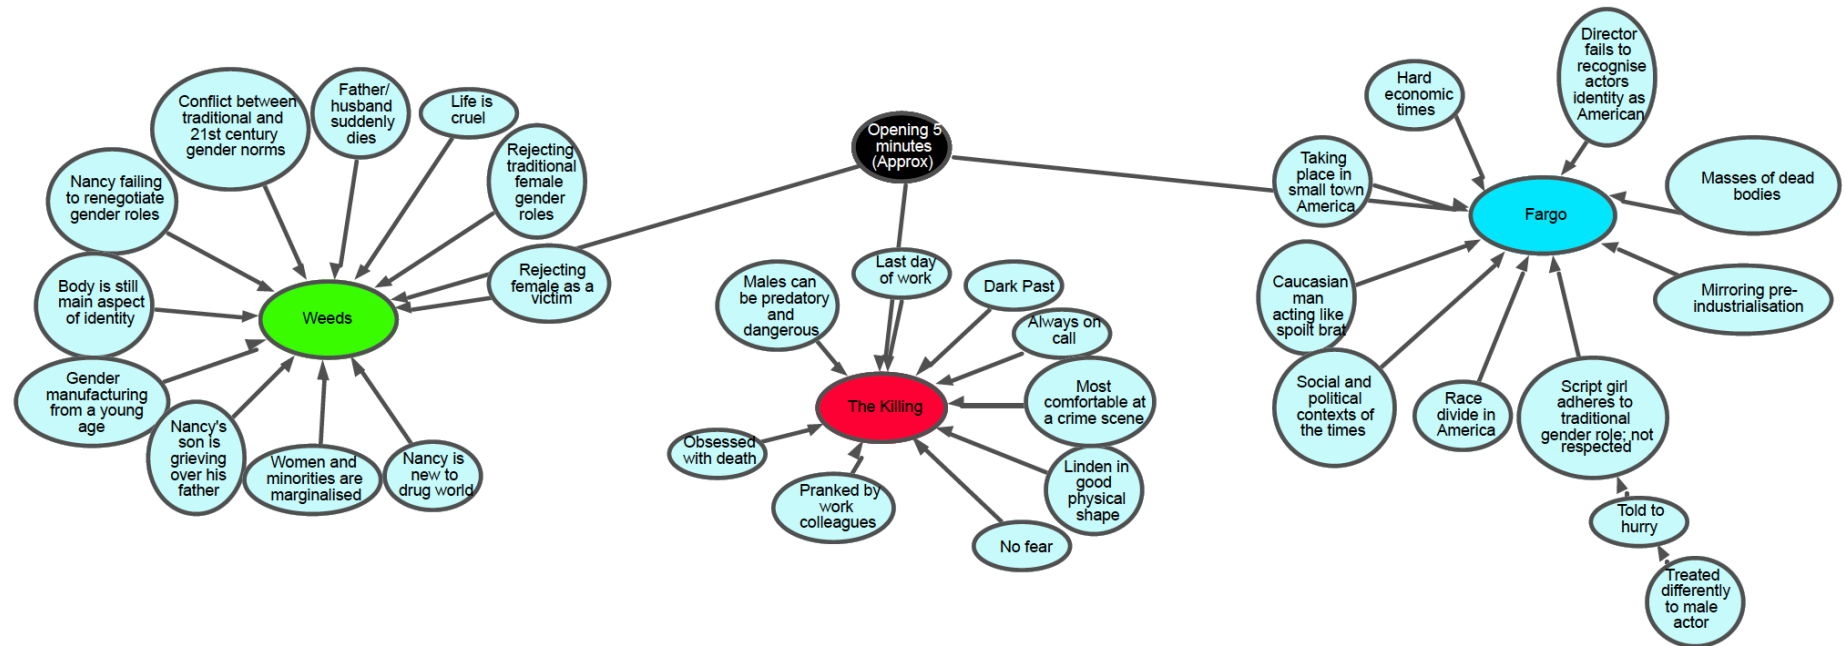 Opening 5
minutes
(Approx)
Conflict between
traditional and
21st century
gender norms
Father/
husband
suddenly
dies
Life is
cruel
Rejecting
traditional
female
gender
roles
Nancy failing
to renegotiate
gender roles
Rejecting
female as a
victim
Body is still
main aspect
of identity
Weeds
Gender
manufacturing
from a young
age
Nancy's
son is
grieving
over his
father
Women and
minorities are
marginalised
Nancy is
new to
drug world
Last day
of work
Males can
be predatory
and
dangerous
Dark Past
Always on
call
The Killing
Most
comfortable at
a crime scene
Obsessed
with death
Pranked by
work
colleagues
Linden in
good
physical
shape
No fear
Director
fails to
recognise
actors
identity as
American
Hard
economic
times
Taking
place in
small town
America
Masses of dead
bodies
Fargo
Caucasian
man
acting like
spoilt brat
Mirroring pre-
industrialisation
Social and
political
contexts of
the times
Race
divide in
America
Script girl
adheres to
traditional
gender role; not
respected
Told to
hurry
Treated
differently
to male
actor